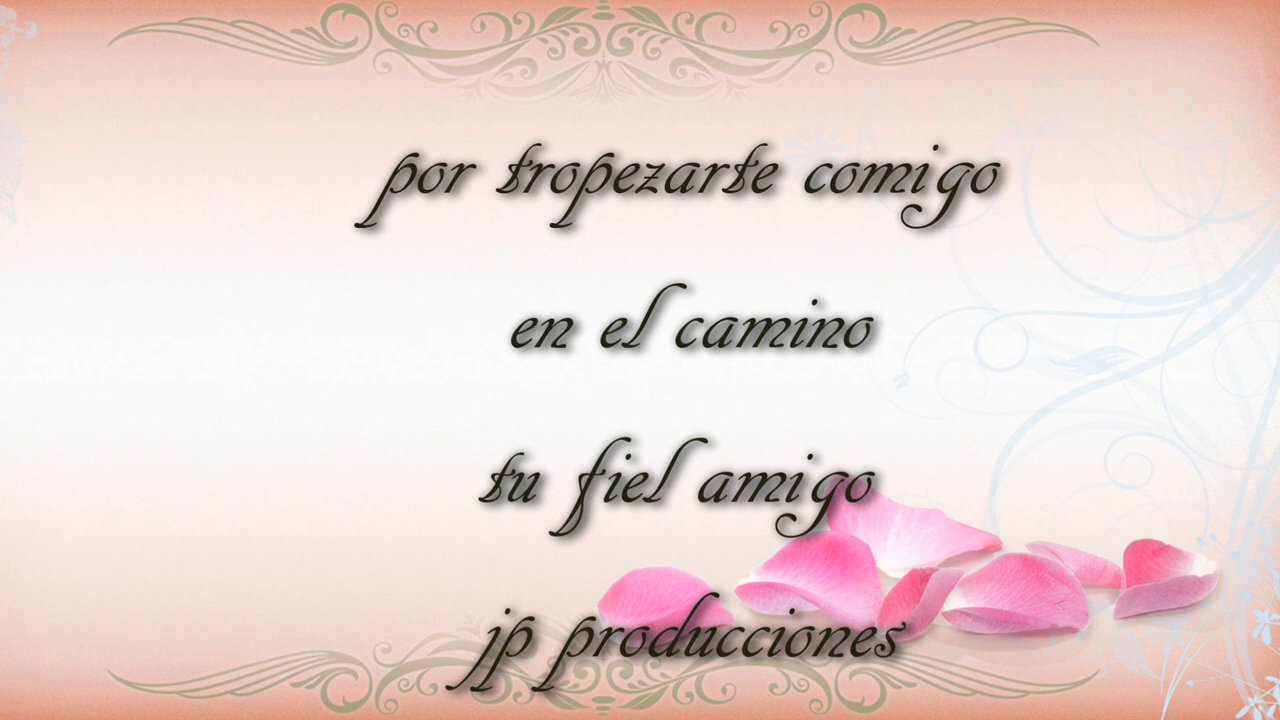 por tropezarte comigo
en el camino
tu fiel amigo
jp producciones